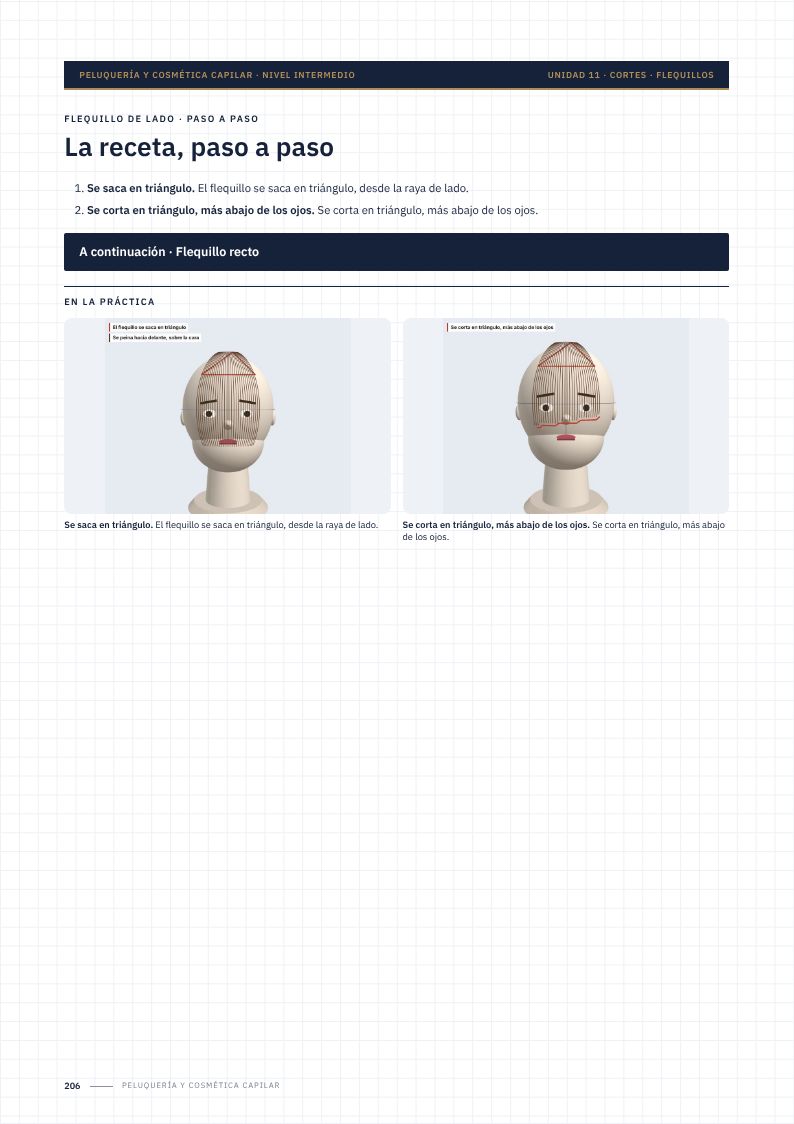 PELUQUERÍA Y COSMÉTICA CAPILAR · NIVEL INTERMEDIO
UNIDAD 11 · CORTES · FLEQUILLOS
FLEQUILLO DE LADO · PASO A PASO
La receta, paso a paso
1. Se saca en triángulo. El flequillo se saca en triángulo, desde la raya de lado.
2. Se corta en triángulo, más abajo de los ojos. Se corta en triángulo, más abajo de los ojos.
A continuación · Flequillo recto
EN LA PRÁCTICA
El flequillo se saca en triángulo
Se peina hacia delante, sobre la cara
Se corta en triángulo, más abajo de los ojos
Se saca en triángulo. El flequillo se saca en triángulo, desde la raya de lado.
Se corta en triángulo, más abajo de los ojos. Se corta en triángulo, más abajo
de los ojos.
206
PELUQUERÍA Y COSMÉTICA CAPILAR